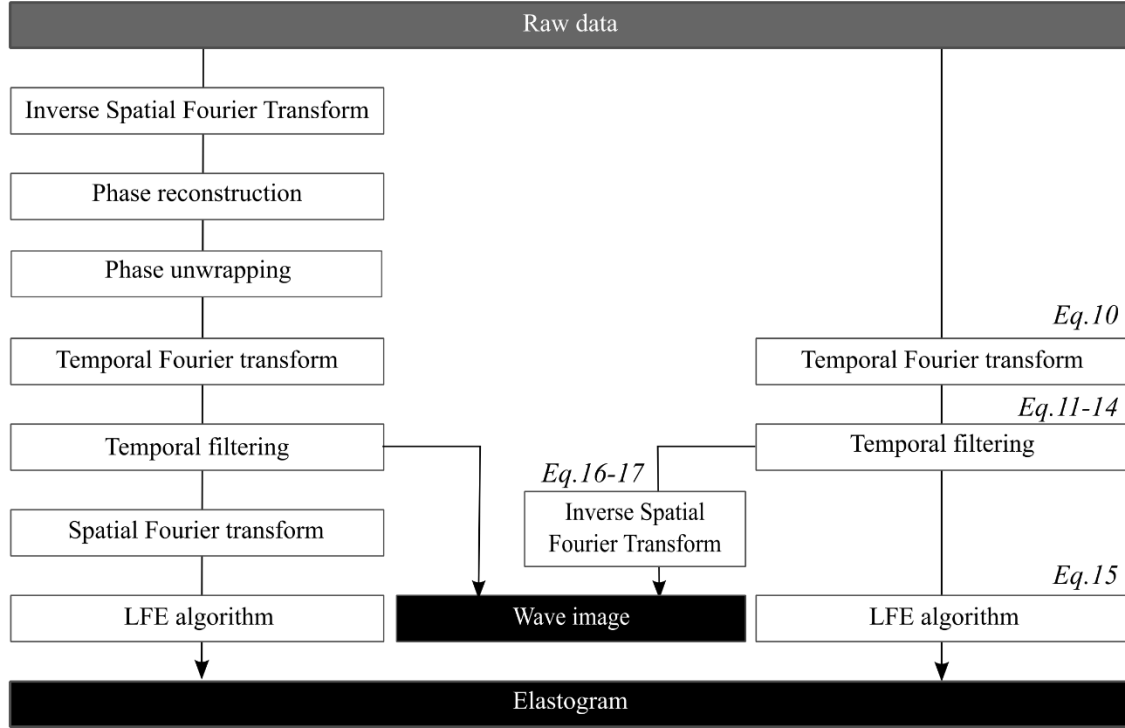 Raw data
Inverse Spatial Fourier Transform
Phase reconstruction
Phase unwrapping
Eq.10
Temporal Fourier transform
Temporal Fourier transform
Eq.11-14
Temporal filtering
Temporal filtering
Eq.16-17
Inverse Spatial
Fourier Transform
Spatial Fourier transform
Eq.15
LFE algorithm
Wave image
LFE algorithm
Elastogram